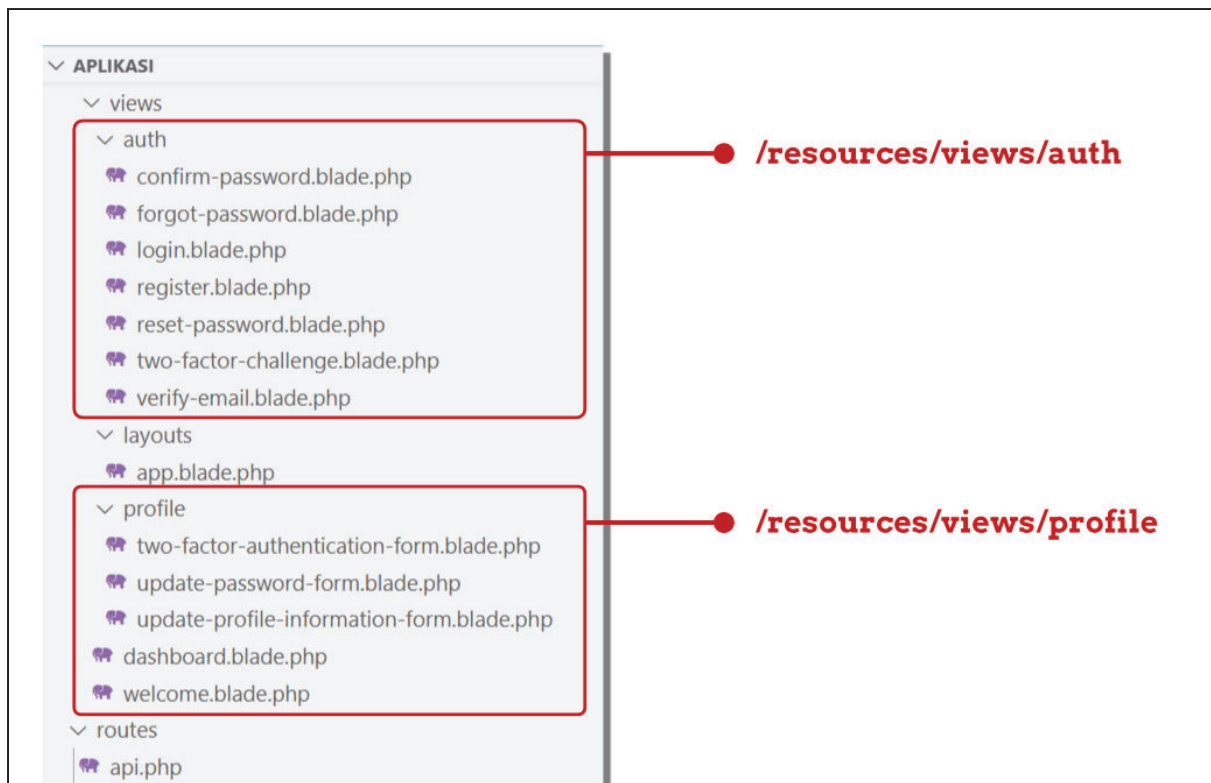 APLIKASI
views
auth
/resources/views/auth
confirm-password.blade.php
forgot-password.blade.php
login.blade.php
register.blade.php
reset-password.blade.php
two-factor-challenge.blade.php
verify-email.blade.php
layouts
app.blade.php
profile
/resources/views/profile
two-factor-authentication-form.blade.php
update-password-form.blade.php
update-profile-information-form.blade.php
dashboard.blade.php
welcome.blade.php
routes
api.php